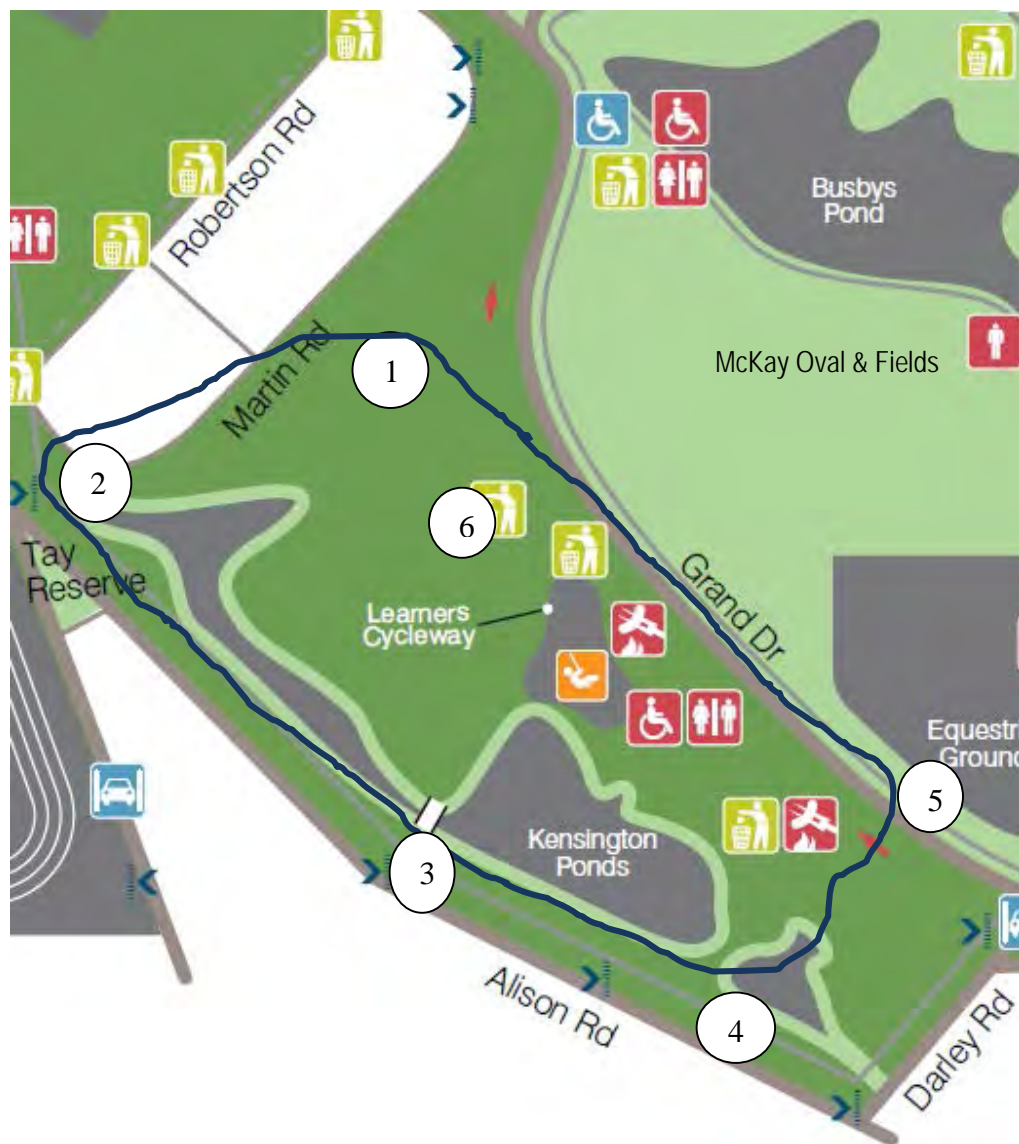 Robertson Rd
Busbys
Pond
Martin Rd
1
McKay Oval & Fields
2
6
Tay
Reserve
Learners
Cycleway
Grand Dr
Equestri
Ground
5
Kensington
Ponds
3
4
Alison Rd
Darley Rd